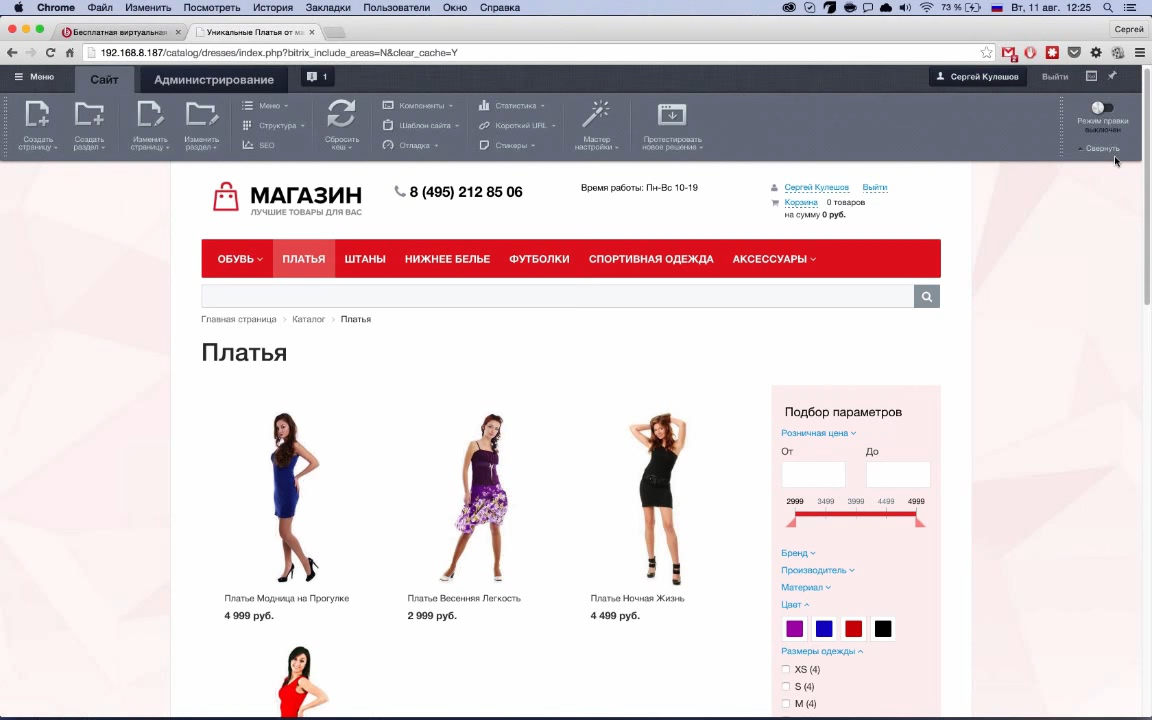 Chrome Файл Изменить Посмотреть История Закладки Пользователи Окно Справка 73 % Вт, 11 авг. 12:25
Бесплатная виртуальная × Уникальные Платья от ма × Сергей
192.168.8.187/catalog/dresses/index.php?bitrix_include_areas=N&clear_cache=Y
Меню Сайт Администрирование 1 Сергей Кулешов Выйти
Создать страницу
Создать раздел
Изменить страницу
Изменить раздел
Меню
Структура
SEO
Сбросить кеш
Компоненты
Шаблон сайта
Отладка
Статистика
Короткий URL
Стикеры
Мастер настройки
Протестировать новое решение
Режим правки
выключен
Свернуть
МАГАЗИН
ЛУЧШИЕ ТОВАРЫ ДЛЯ ВАС
8 (495) 212 85 06
Время работы: Пн-Вс 10-19
Сергей Кулешов Выйти
Корзина 0 товаров
на сумму 0 руб.
ОБУВЬ ПЛАТЬЯ ШТАНЫ НИЖНЕЕ БЕЛЬЕ ФУТБОЛКИ СПОРТИВНАЯ ОДЕЖДА АКСЕССУАРЫ
Главная страница > Каталог > Платья
Платья
Платье Модница на Прогулке
4 999 руб.
Платье Весенняя Легкость
2 999 руб.
Платье Ночная Жизнь
4 499 руб.
Подбор параметров
Розничная цена
От До
2999 3499 3999 4499 4999
Бренд
Производитель
Материал
Цвет
Размеры одежды
XS (4)
S (4)
M (4)